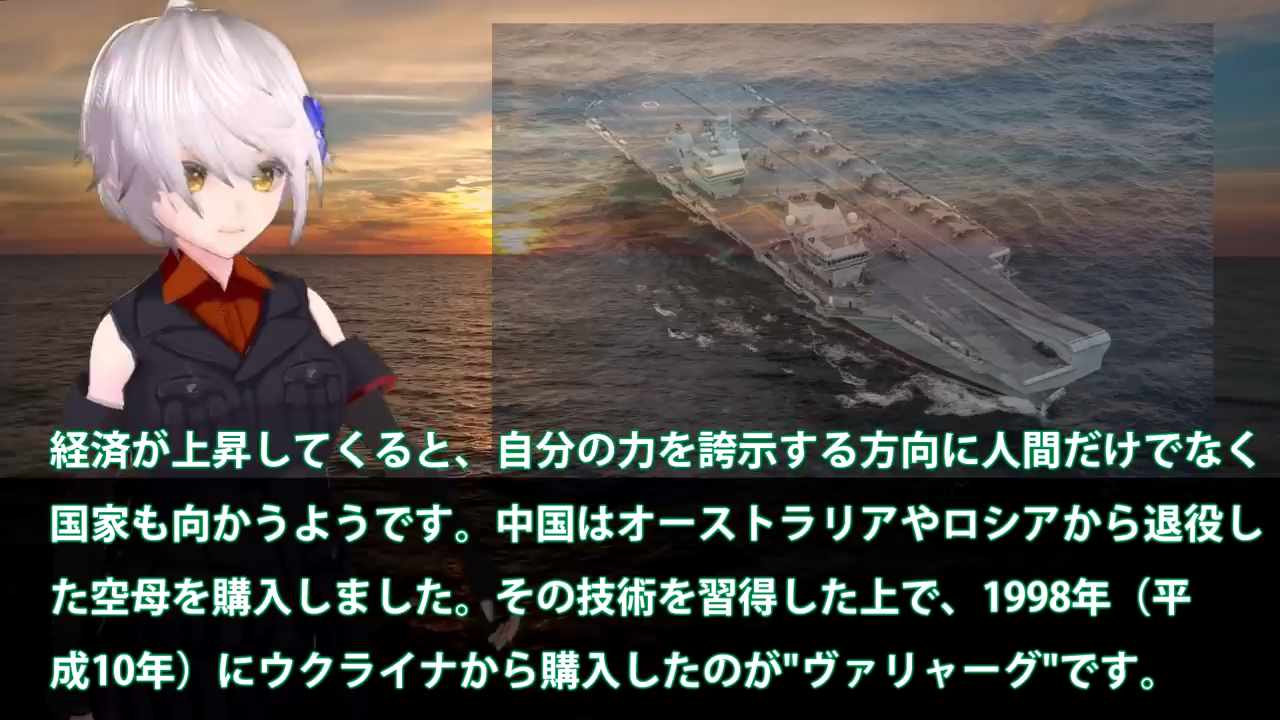 経済が上昇してくると、自分の力を誇示する方向に人間だけでなく
国家も向かうようです。中国はオーストラリアやロシアから退役し
た空母を購入しました。その技術を習得した上で、1998年（平
成10年）にウクライナから購入したのが"ヴァリャーグ"です。